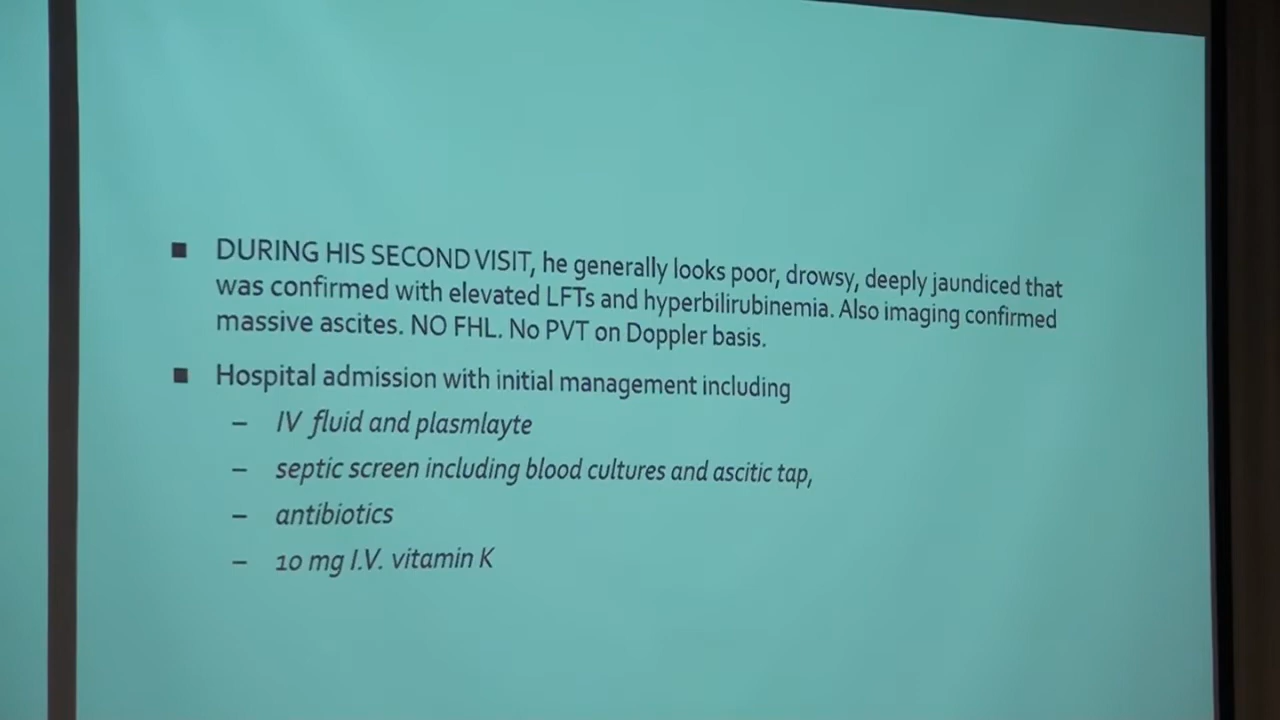 ■ DURING HIS SECOND VISIT, he generally looks poor, drowsy, deeply jaundiced that
was confirmed with elevated LFTs and hyperbilirubinemia. Also imaging confirmed
massive ascites. NO FHL. No PVT on Doppler basis.
■ Hospital admission with initial management including
– IV fluid and plasmlayte
– septic screen including blood cultures and ascitic tap,
– antibiotics
– 10 mg I.V. vitamin K